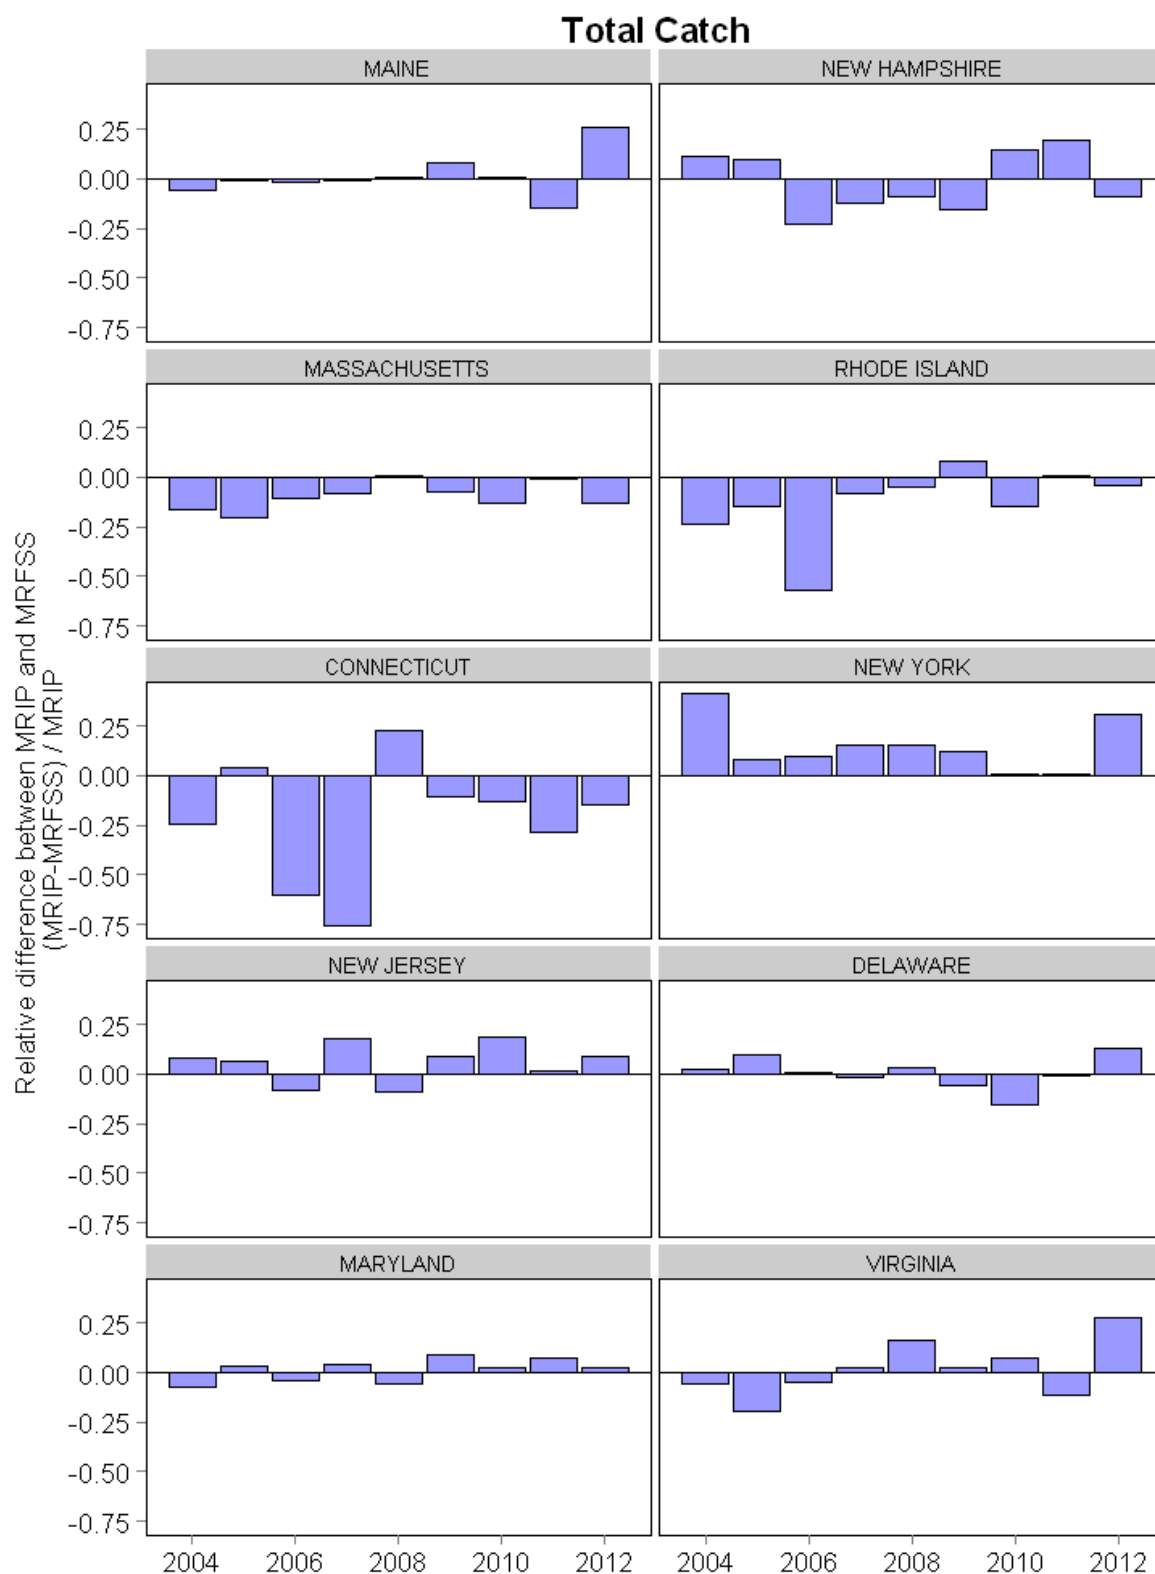 Total Catch
MAINE
NEW HAMPSHIRE
0.25
0.00
-0.25
-0.50
-0.75
MASSACHUSETTS
RHODE ISLAND
0.25
0.00
-0.25
-0.50
-0.75
CONNECTICUT
NEW YORK
0.25
0.00
-0.25
-0.50
-0.75
NEW JERSEY
DELAWARE
0.25
0.00
-0.25
-0.50
-0.75
MARYLAND
VIRGINIA
0.25
0.00
-0.25
-0.50
-0.75
2004 2006 2008 2010 2012
2004 2006 2008 2010 2012
Relative difference between MRIP and MRFSS
(MRIP-MRFSS) / MRIP